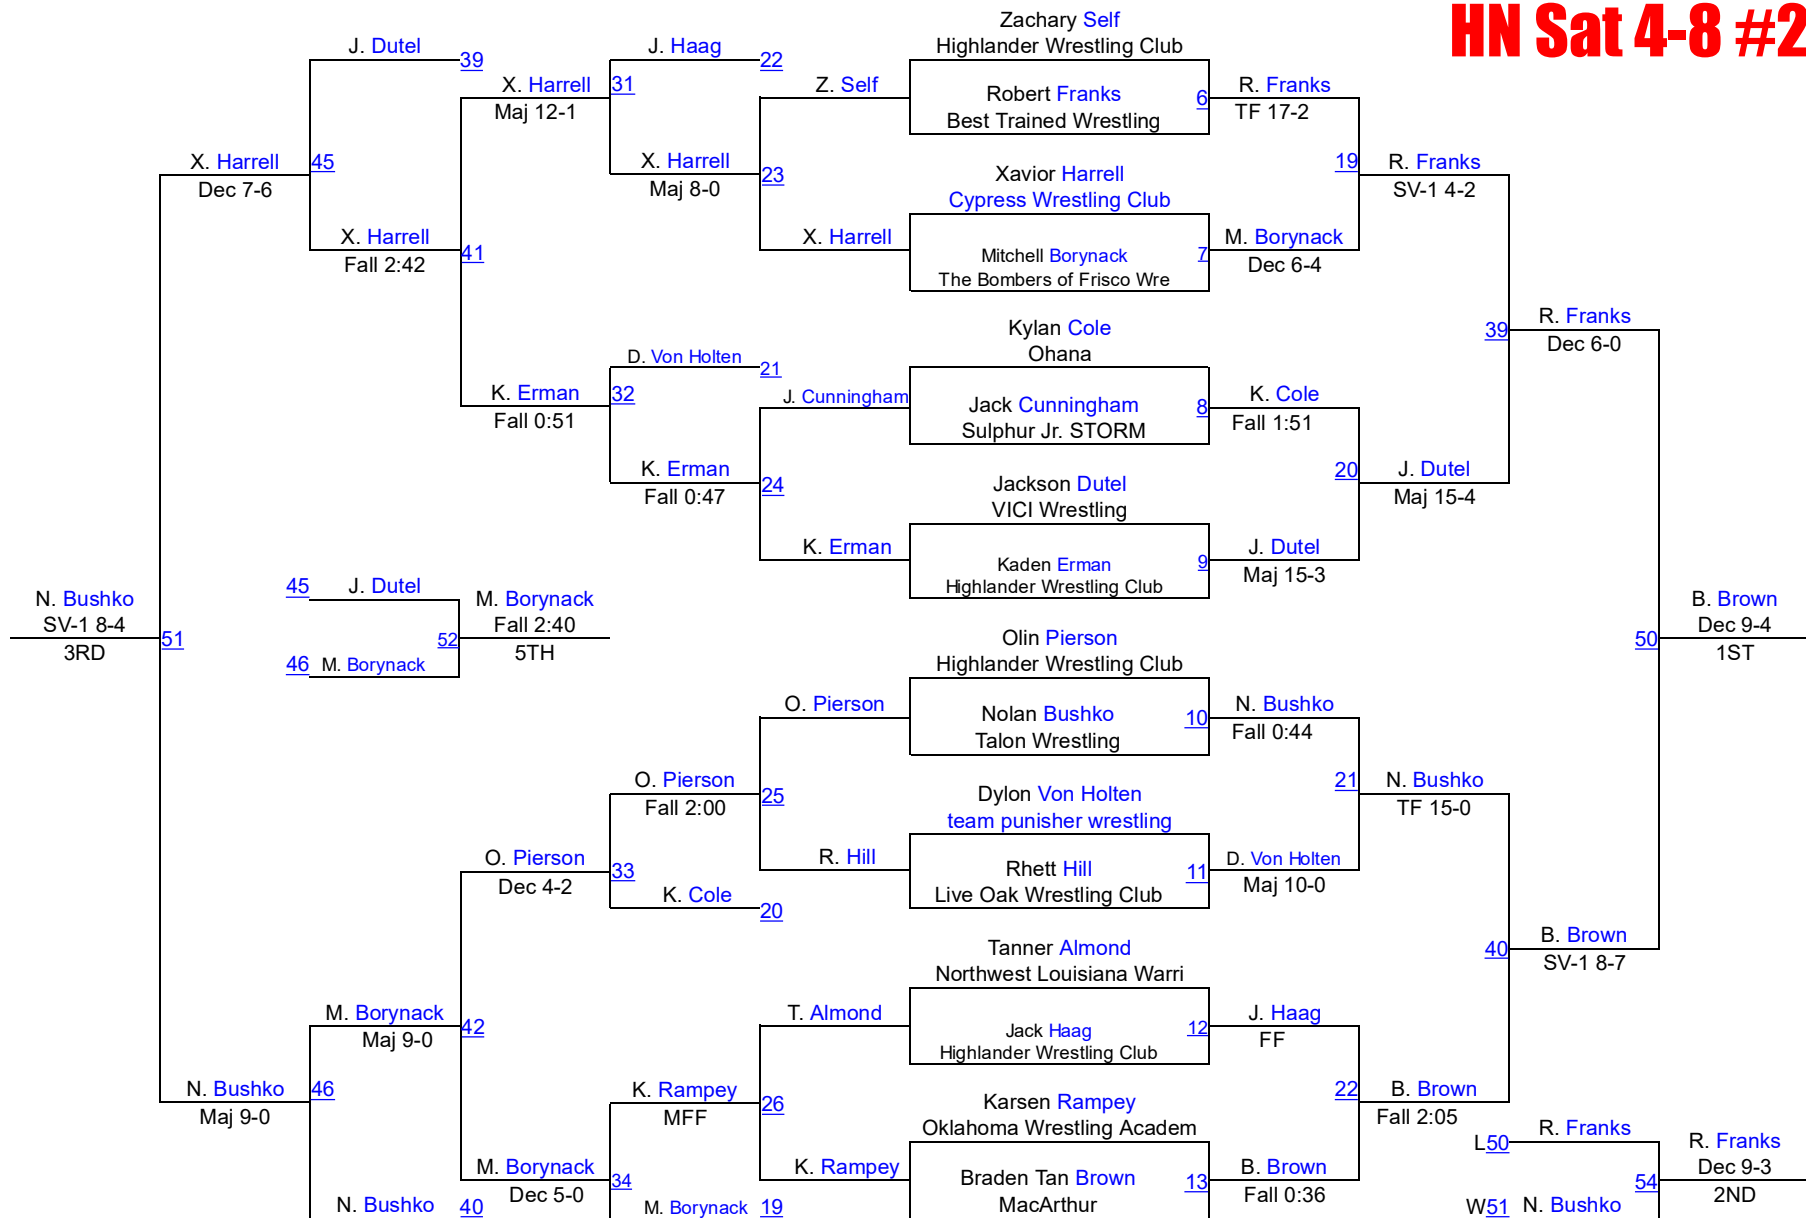 HN Sat 4-8 #2
Zachary Self
J. Dutel
J. Haag
Highlander Wrestling Club
39
22
X. Harrell
31
Z. Self
Robert Franks
6
R. Franks
Maj 12-1
Best Trained Wrestling
TF 17-2
X. Harrell
45
X. Harrell
19
R. Franks
Dec 7-6
Maj 8-0
23
Xavior Harrell
SV-1 4-2
Cypress Wrestling Club
X. Harrell
X. Harrell
M. Borynack
Fall 2:42
41
Mitchell Borynack
7
Dec 6-4
The Bombers of Frisco Wre
Kylan Cole
39
R. Franks
Ohana
Dec 6-0
D. Von Holten
21
K. Erman
32
J. Cunningham
Jack Cunningham
8
K. Cole
Fall 0:51
Sulphur Jr. STORM
Fall 1:51
K. Erman
20
J. Dutel
Fall 0:47
24
Jackson Dutel
Maj 15-4
VICI Wrestling
K. Erman
J. Dutel
Kaden Erman
9
Maj 15-3
45
J. Dutel
Highlander Wrestling Club
N. Bushko
M. Borynack
B. Brown
SV-1 8-4
Fall 2:40
Dec 9-4
3RD
51
52
5TH
Olin Pierson
50
1ST
46
M. Borynack
Highlander Wrestling Club
O. Pierson
Nolan Bushko
10
N. Bushko
Talon Wrestling
Fall 0:44
O. Pierson
21
N. Bushko
Fall 2:00
25
Dylon Von Holten
TF 15-0
team punisher wrestling
O. Pierson
R. Hill
D. Von Holten
Dec 4-2
33
Rhett Hill
11
Maj 10-0
K. Cole
20
Live Oak Wrestling Club
Tanner Almond
40
B. Brown
Northwest Louisiana Warri
SV-1 8-7
M. Borynack
T. Almond
J. Haag
Maj 9-0
42
Jack Haag
12
FF
Highlander Wrestling Club
N. Bushko
46
K. Rampey
22
B. Brown
Maj 9-0
MFF
26
Karsen Rampey
Fall 2:05
Oklahoma Wrestling Academ
L50
R. Franks
R. Franks
M. Borynack
K. Rampey
B. Brown
Dec 9-3
Dec 5-0
34
Braden Tan Brown
13
Fall 0:36
54
2ND
N. Bushko
40
M. Borynack
19
MacArthur
W51
N. Bushko